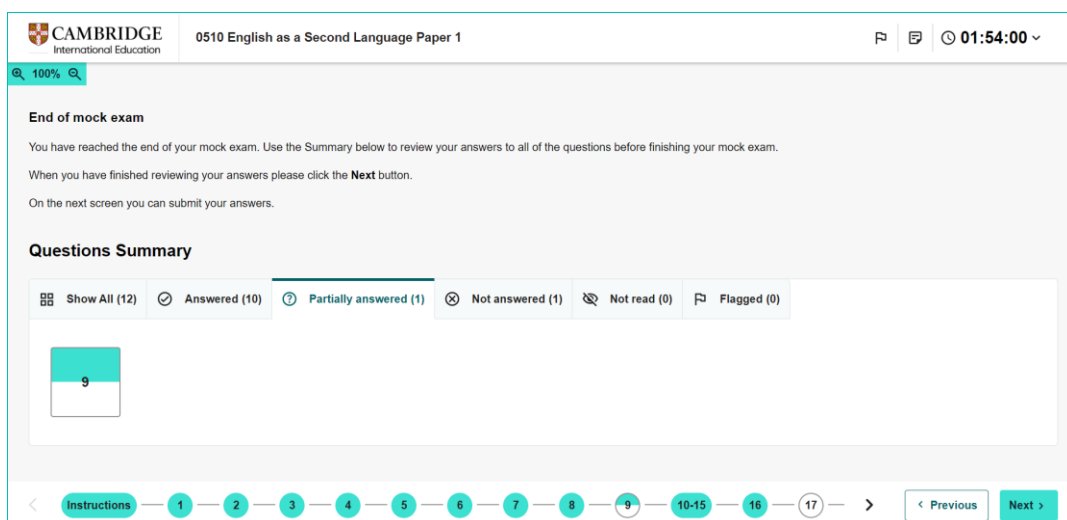 CAMBRIDGE
International Education
0510 English as a Second Language Paper 1
01:54:00
100%
End of mock exam
You have reached the end of your mock exam. Use the Summary below to review your answers to all of the questions before finishing your mock exam.
When you have finished reviewing your answers please click the Next button.
On the next screen you can submit your answers.
Questions Summary
Show All (12) Answered (10) Partially answered (1) Not answered (1) Not read (0) Flagged (0)
9
Instructions 1 2 3 4 5 6 7 8 9 10-15 16 17 Previous Next